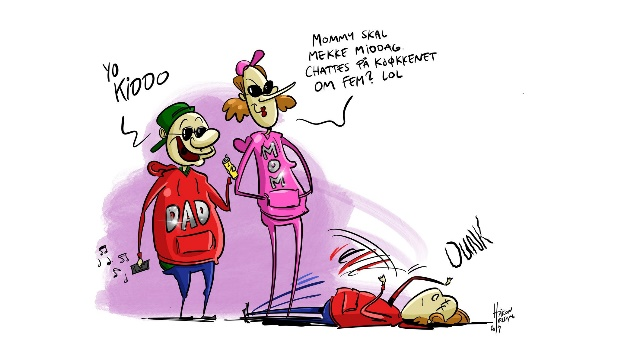 YO
KIDDO
MOMMY SKAL
MEKKE MIDDAG.
CHATTES PÅ KJØKKENET
OM FEM? LOL
MOM
DAD
DUNK